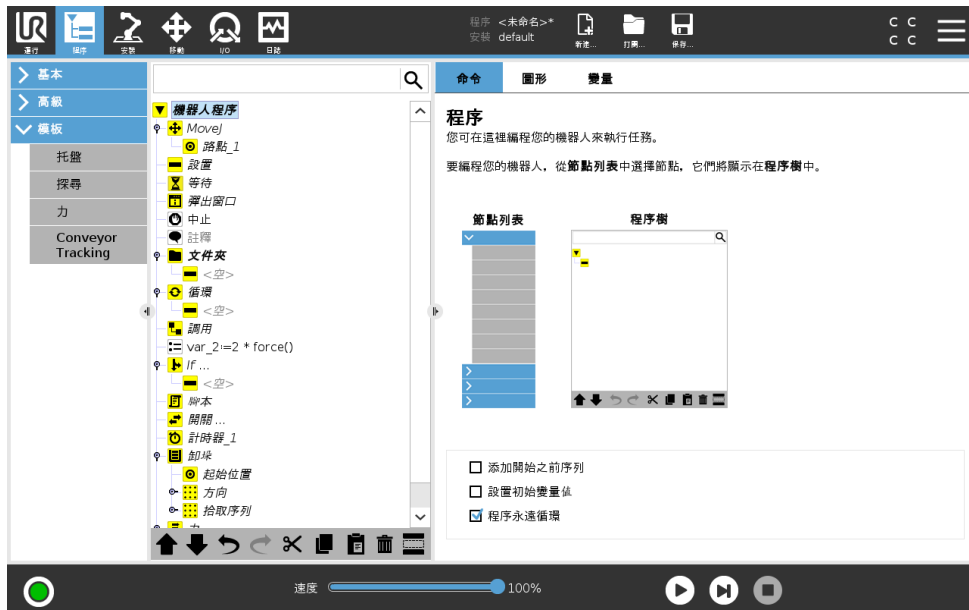 程序 <未命名>*
安裝 default
C C
C C
運行
程序
安裝
移動
I/O
日誌
新建...
打開...
保存...
基本
高級
模板
托盤
探尋
力
Conveyor
Tracking
機器人程序
MoveJ
路點_1
設置
等待
彈出窗口
中止
註釋
文件夾
<空>
循環
<空>
調用
var_2:=2 * force()
If ...
<空>
腳本
開關 ...
計時器_1
卸垛
起始位置
方向
拾取序列
力
命令
圖形
變量
程序
您可在這裡編程您的機器人來執行任務。
要編程您的機器人，從節點列表中選擇節點，它們將顯示在程序樹中。
節點列表
程序樹
添加開始之前序列
設置初始變量值
程序永遠循環
速度
100%